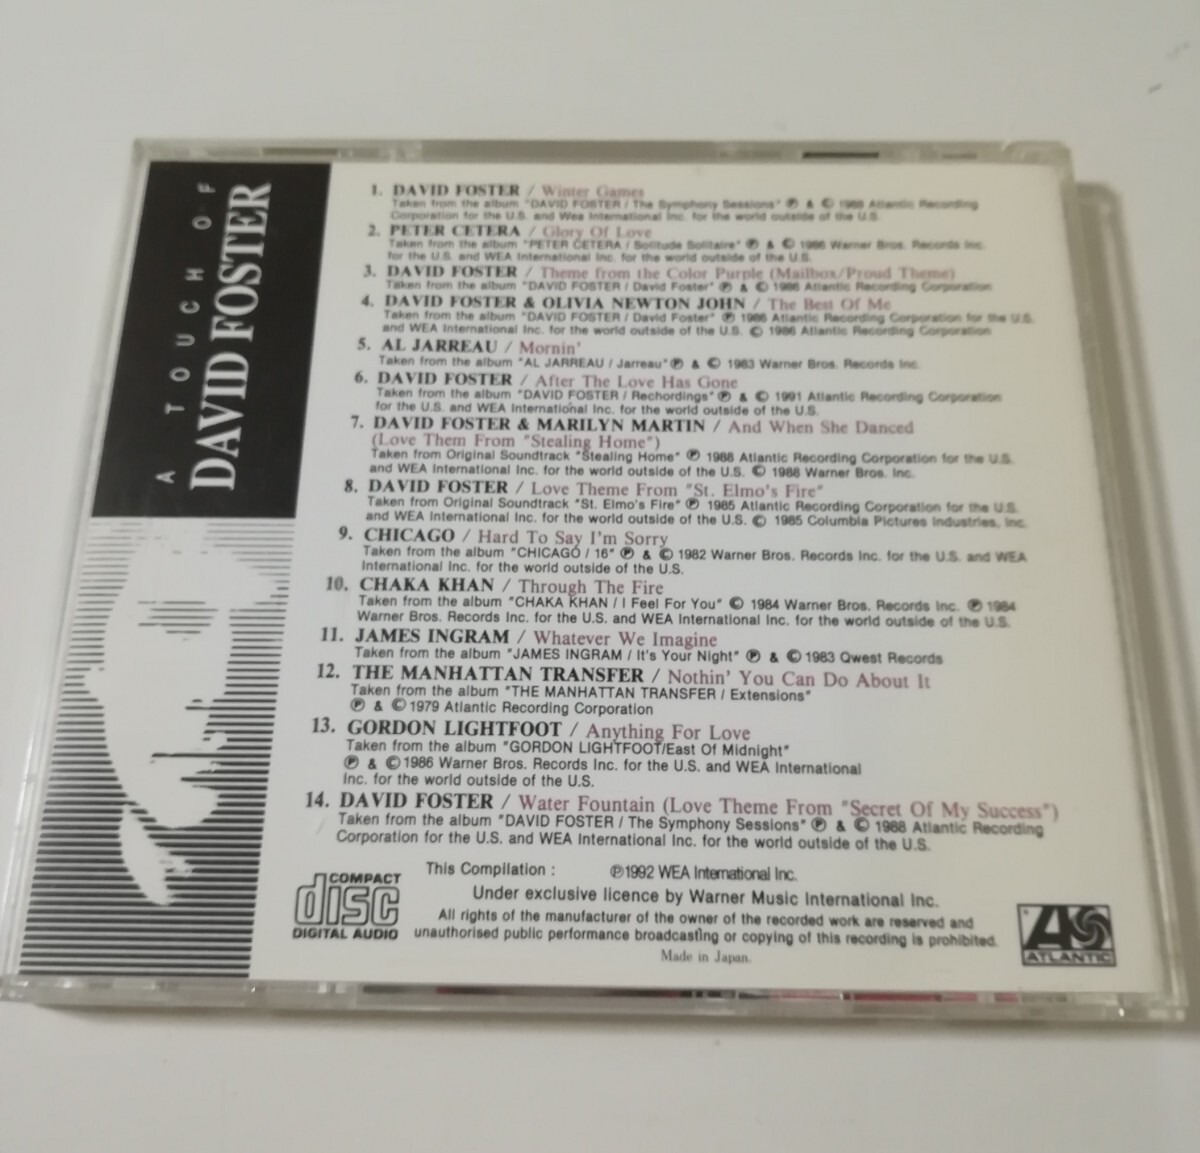 A TOUCH OF
DAVID FOSTER
1. DAVID FOSTER / Winter Games
Taken from the album "DAVID FOSTER / The Symphony Sessions" ℗ & © 1988 Atlantic Recording
Corporation for the U.S. and Wea International Inc. for the world outside of the U.S.
2. PETER CETERA / Glory Of Love
Taken from the album "PETER CETERA / Solitude Solitaire" ℗ & © 1986 Warner Bros. Records Inc.
for the U.S. and WEA International Inc. for the world outside of the U.S.
3. DAVID FOSTER / Theme from the Color Purple (Mailbox/Proud Theme)
Taken from the album "DAVID FOSTER / David Foster" ℗ & © 1986 Atlantic Recording Corporation
4. DAVID FOSTER & OLIVIA NEWTON JOHN / The Best Of Me
Taken from the album "DAVID FOSTER / David Foster" ℗ 1986 Atlantic Recording Corporation for the U.S.
and WEA International Inc. for the world outside of the U.S. © 1986 Atlantic Recording Corporation
5. AL JARREAU / Mornin'
Taken from the album "AL JARREAU / Jarreau" ℗ & © 1983 Warner Bros. Records Inc.
6. DAVID FOSTER / After The Love Has Gone
Taken from the album "DAVID FOSTER / Rechordings" ℗ & © 1991 Atlantic Recording Corporation
for the U.S. and WEA International Inc. for the world outside of the U.S.
7. DAVID FOSTER & MARILYN MARTIN / And When She Danced
(Love Them From "Stealing Home")
Taken from Original Soundtrack "Stealing Home" ℗ 1988 Atlantic Recording Corporation for the U.S.
and WEA International Inc. for the world outside of the U.S. © 1988 Warner Bros. Inc.
8. DAVID FOSTER / Love Theme From "St. Elmo's Fire"
Taken from Original Soundtrack "St. Elmo's Fire" ℗ 1985 Atlantic Recording Corporation for the U.S.
and WEA International Inc. for the world outside of the U.S. © 1985 Columbia Pictures Industries, Inc.
9. CHICAGO / Hard To Say I'm Sorry
Taken from the album "CHICAGO / 16" ℗ & © 1982 Warner Bros. Records Inc. for the U.S. and WEA
International Inc. for the world outside of the U.S.
10. CHAKA KHAN / Through The Fire
Taken from the album "CHAKA KHAN / I Feel For You" © 1984 Warner Bros. Records Inc. ℗ 1984
Warner Bros. Records Inc. for the U.S. and WEA International Inc. for the world outside of the U.S.
11. JAMES INGRAM / Whatever We Imagine
Taken from the album "JAMES INGRAM / It's Your Night" ℗ & © 1983 Qwest Records
12. THE MANHATTAN TRANSFER / Nothin' You Can Do About It
Taken from the album "THE MANHATTAN TRANSFER / Extensions"
℗ & © 1979 Atlantic Recording Corporation
13. GORDON LIGHTFOOT / Anything For Love
Taken from the album "GORDON LIGHTFOOT/East Of Midnight"
℗ & © 1986 Warner Bros. Records Inc. for the U.S. and WEA International
Inc. for the world outside of the U.S.
14. DAVID FOSTER / Water Fountain (Love Theme From "Secret Of My Success")
Taken from the album "DAVID FOSTER / The Symphony Sessions" ℗ & © 1988 Atlantic Recording
Corporation for the U.S. and WEA International Inc. for the world outside of the U.S.
This Compilation : ℗1992 WEA International Inc.
Under exclusive licence by Warner Music International Inc.
All rights of the manufacturer of the owner of the recorded work are reserved and
unauthorised public performance broadcasting or copying of this recording is prohibited.
Made in Japan.
COMPACT
disc
DIGITAL AUDIO
ATLANTIC